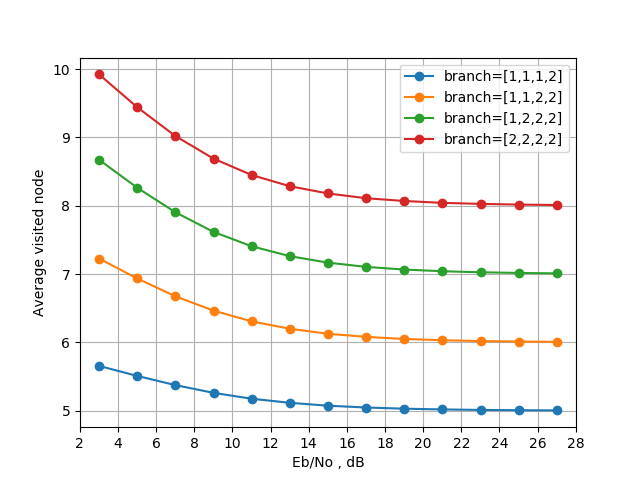 10
9
8
7
6
5
Average visited node
branch=[1,1,1,2]
branch=[1,1,2,2]
branch=[1,2,2,2]
branch=[2,2,2,2]
2 4 6 8 10 12 14 16 18 20 22 24 26 28
Eb/No , dB